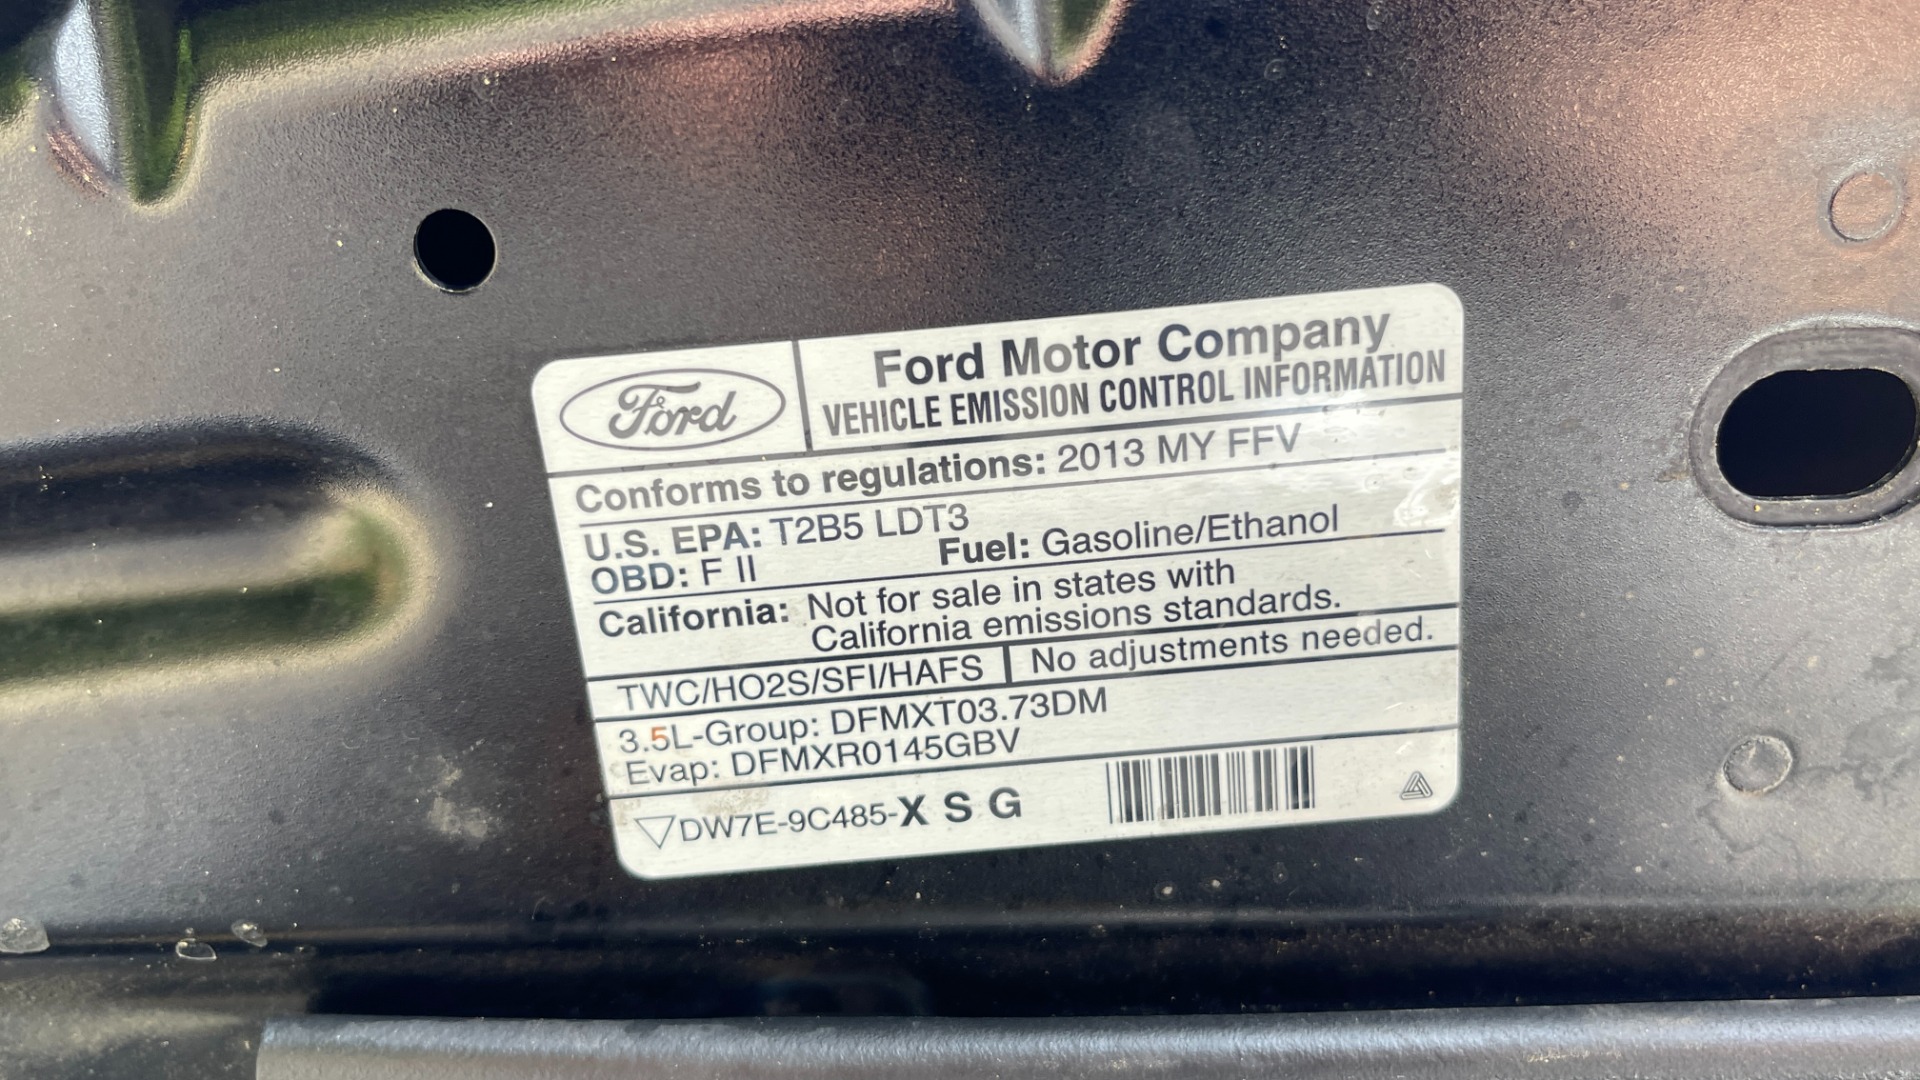 Ford
Ford Motor Company
VEHICLE EMISSION CONTROL INFORMATION
Conforms to regulations: 2013 MY FFV
U.S. EPA: T2B5 LDT3
OBD: F II Fuel: Gasoline/Ethanol
California: Not for sale in states with
California emissions standards.
TWC/HO2S/SFI/HAFS No adjustments needed.
3.5L-Group: DFMXT03.73DM
Evap: DFMXR0145GBV
DW7E-9C485-X S G